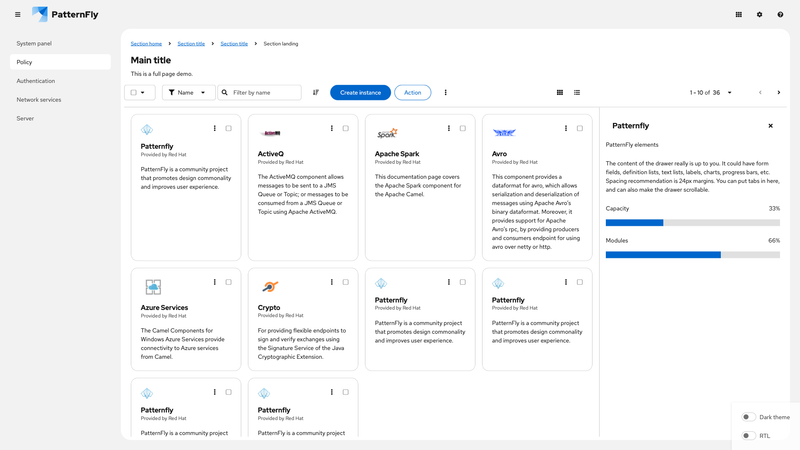 PatternFly
System panel
Policy
Authentication
Network services
Server
Section home
Section title
Section title
Section landing
Main title
This is a full page demo.
Name
Filter by name
Create instance
Action
1 - 10 of 36
Patternfly
Provided by Red Hat
PatternFly is a community project
that promotes design commonality
and improves user experience.
ActiveMQ
ActiveQ
Provided by Red Hat
The ActiveMQ component allows
messages to be sent to a JMS
Queue or Topic; or messages to be
consumed from a JMS Queue or
Topic using Apache ActiveMQ.
Spark
Apache Spark
Provided by Red Hat
This documentation page covers
the Apache Spark component for
the Apache Camel.
Avro
Provided by Red Hat
This component provides a
dataformat for avro, which allows
serialization and deserialization of
messages using Apache Avro's
binary dataformat. Moreover, it
provides support for Apache
Avro's rpc, by providing producers
and consumers endpoint for using
avro over netty or http.
Azure Services
Provided by Red Hat
The Camel Components for
Windows Azure Services provide
connectivity to Azure services
from Camel.
Crypto
Provided by Red Hat
For providing flexible endpoints to
sign and verify exchanges using
the Signature Service of the Java
Cryptographic Extension.
Patternfly
Provided by Red Hat
PatternFly is a community project
that promotes design commonality
and improves user experience.
Patternfly
Provided by Red Hat
PatternFly is a community project
that promotes design commonality
and improves user experience.
Patternfly
Provided by Red Hat
PatternFly is a community project
Patternfly
Provided by Red Hat
PatternFly is a community project
Patternfly
PatternFly elements
The content of the drawer really is up to you. It could have form
fields, definition lists, text lists, labels, charts, progress bars, etc.
Spacing recommendation is 24px margins. You can put tabs in here,
and can also make the drawer scrollable.
Capacity 33%
Modules 66%
Dark theme
RTL